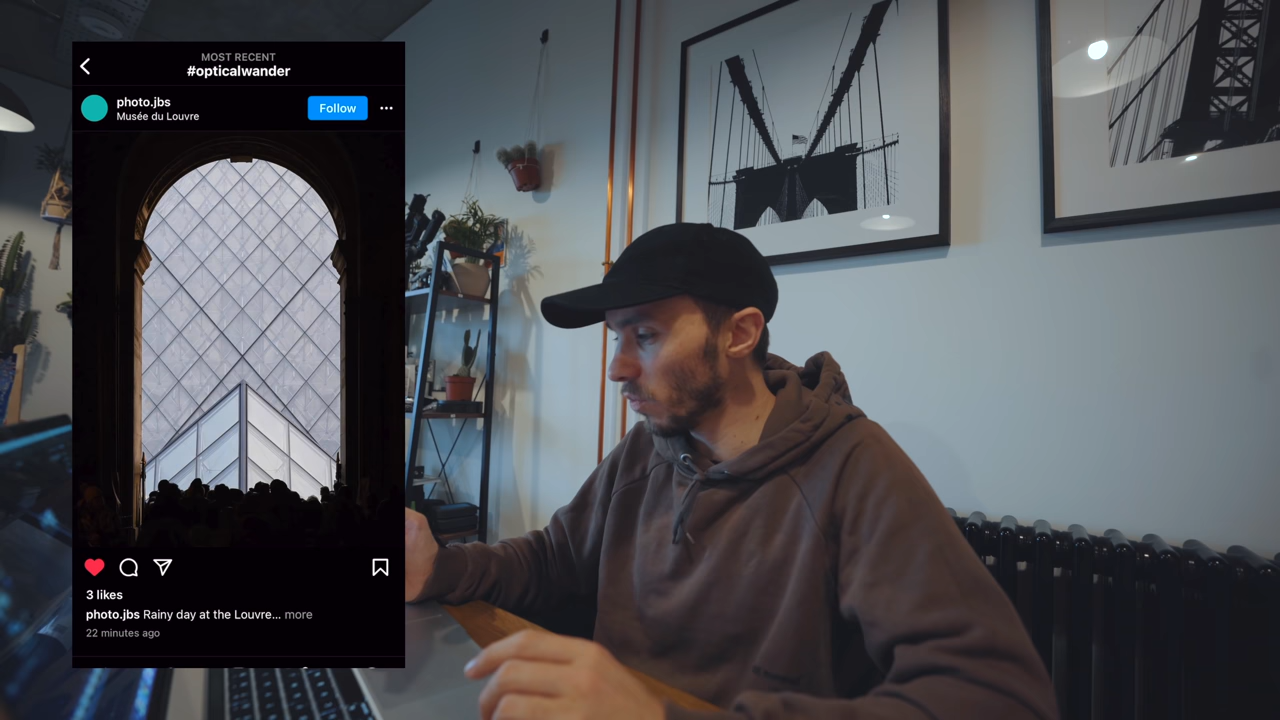 MOST RECENT
#opticalwander
photo.jbs
Musée du Louvre
Follow
3 likes
photo.jbs Rainy day at the Louvre... more
22 minutes ago